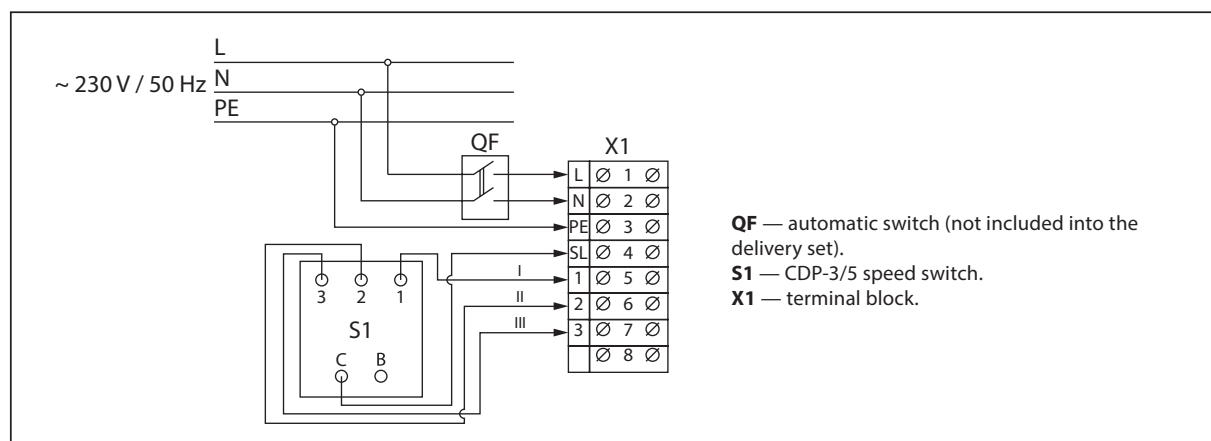 L
~ 230 V / 50 Hz N
PE
QF
X1
L Ø 1 Ø
N Ø 2 Ø
PE Ø 3 Ø
SL Ø 4 Ø
I
1 Ø 5 Ø
II
2 Ø 6 Ø
III
3 Ø 7 Ø
Ø 8 Ø
3 2 1
S1
C B
QF — automatic switch (not included into the
delivery set).
S1 — CDP-3/5 speed switch.
X1 — terminal block.